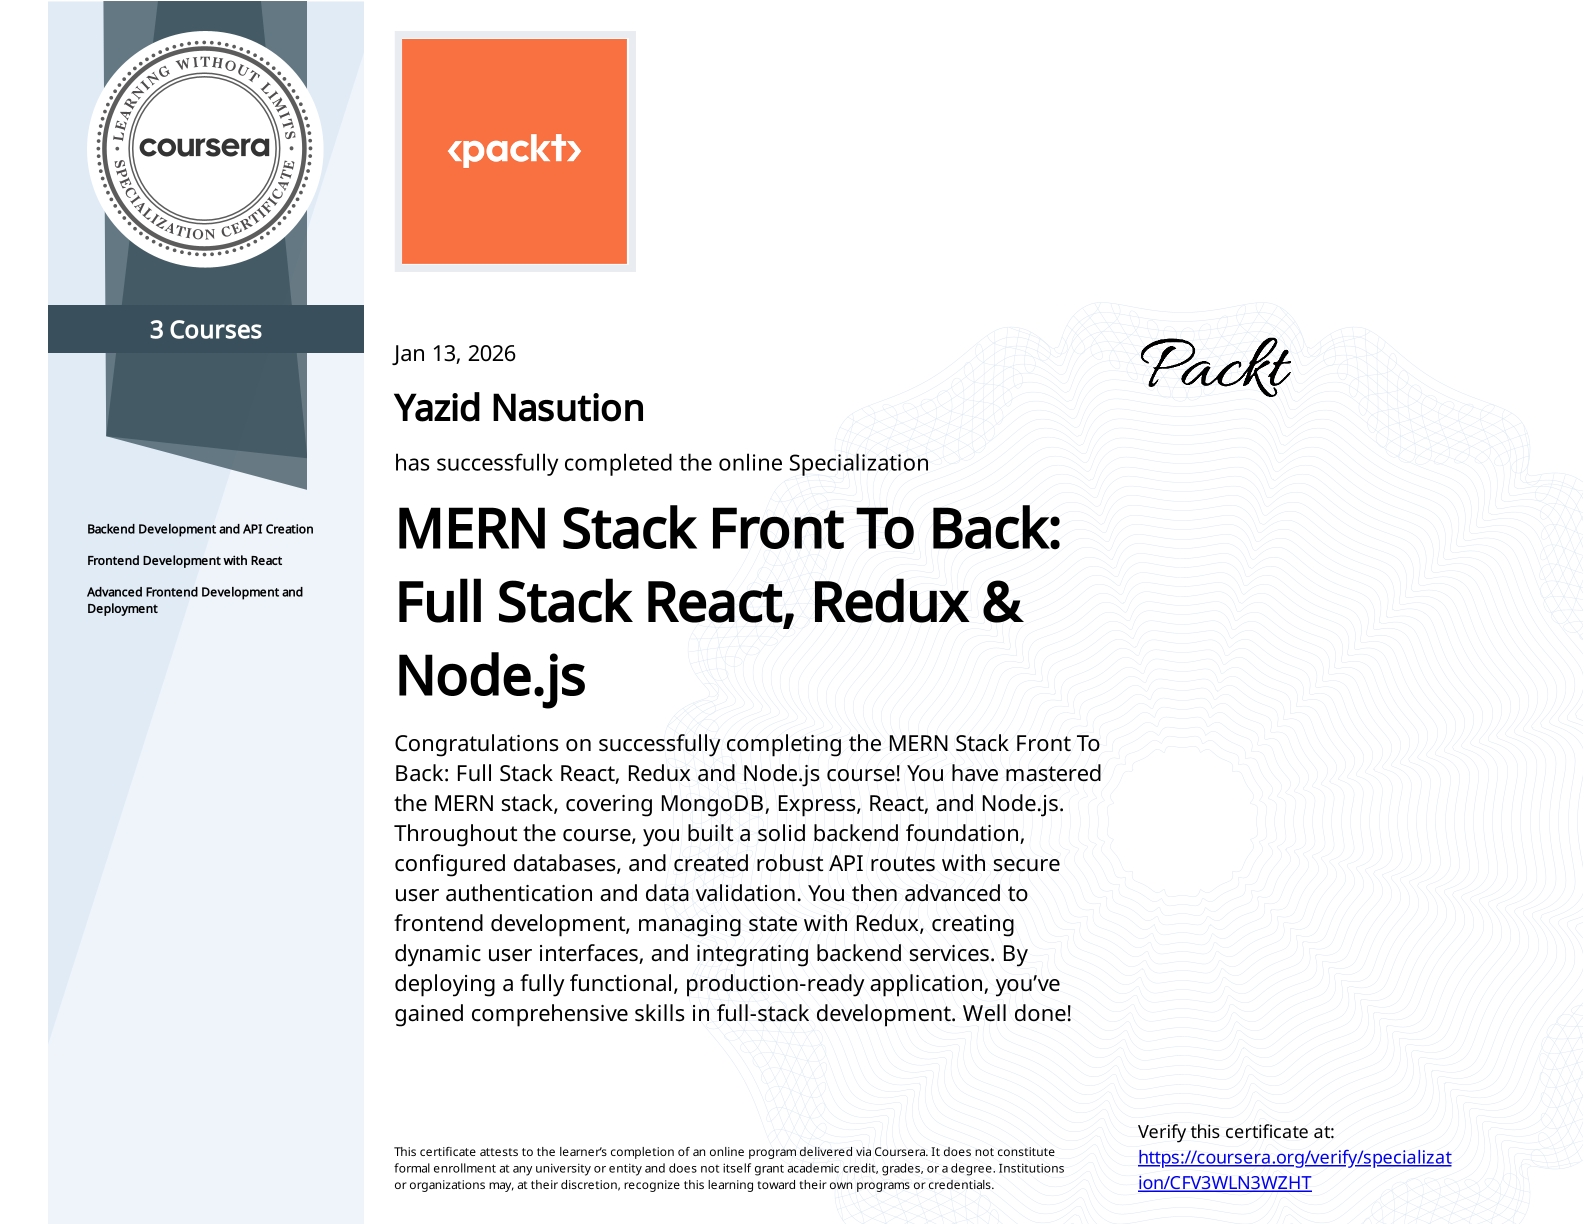 LEARNING WITHOUT LIMITS
coursera
SPECIALIZATION CERTIFICATE
3 Courses
Backend Development and API Creation
Frontend Development with React
Advanced Frontend Development and
Deployment
<packt>
Jan 13, 2026
Yazid Nasution
has successfully completed the online Specialization
MERN Stack Front To Back:
Full Stack React, Redux &
Node.js
Congratulations on successfully completing the MERN Stack Front To
Back: Full Stack React, Redux and Node.js course! You have mastered
the MERN stack, covering MongoDB, Express, React, and Node.js.
Throughout the course, you built a solid backend foundation,
configured databases, and created robust API routes with secure
user authentication and data validation. You then advanced to
frontend development, managing state with Redux, creating
dynamic user interfaces, and integrating backend services. By
deploying a fully functional, production-ready application, you’ve
gained comprehensive skills in full-stack development. Well done!
This certificate attests to the learner’s completion of an online program delivered via Coursera. It does not constitute
formal enrollment at any university or entity and does not itself grant academic credit, grades, or a degree. Institutions
or organizations may, at their discretion, recognize this learning toward their own programs or credentials.
Packt
Verify this certificate at:
https://coursera.org/verify/specializat
ion/CFV3WLN3WZHT